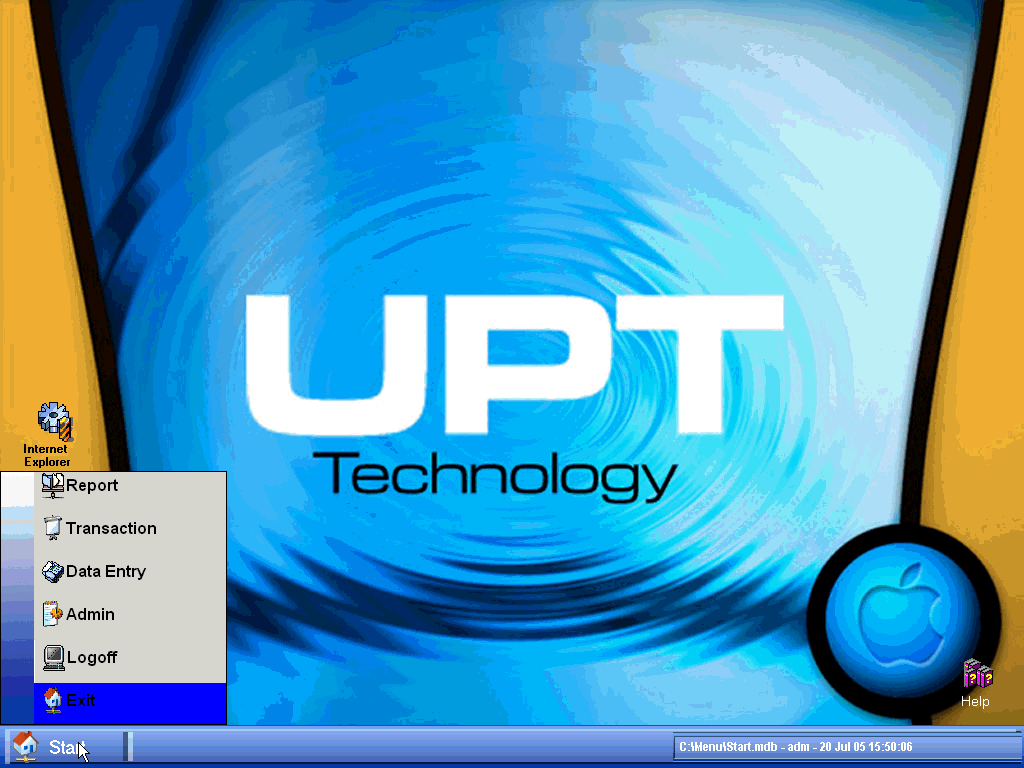 UPT
Technology
Internet
Explorer
Report
Transaction
Data Entry
Admin
Logoff
Exit
Help
Start
C:\Menu\Start.mdb - adm - 20 Jul 05 15:50:06